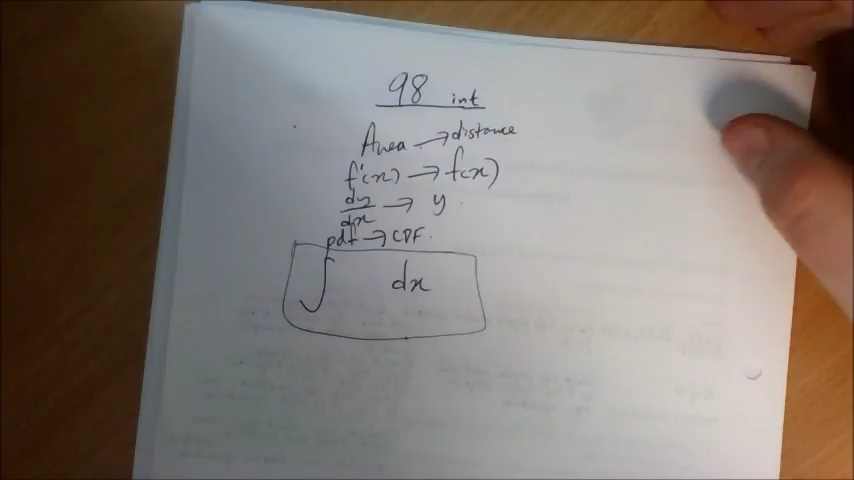 98 int
Area → distance
f'(x) → f(x)
dy/dx → y.
pdf → CDF.
∫ dx